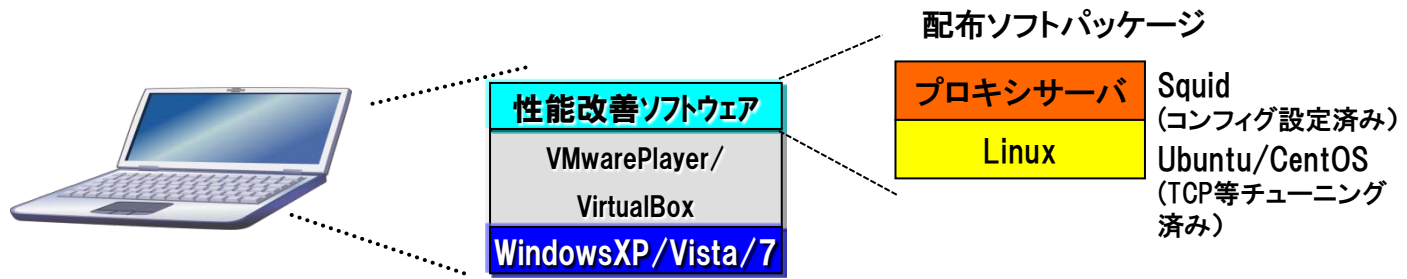 配布ソフトパッケージ
性能改善ソフトウェア
VMwarePlayer/
VirtualBox
WindowsXP/Vista/7
プロキシサーバ
Linux
Squid
(コンフィグ設定済み)
Ubuntu/CentOS
(TCP等チューニング
済み)